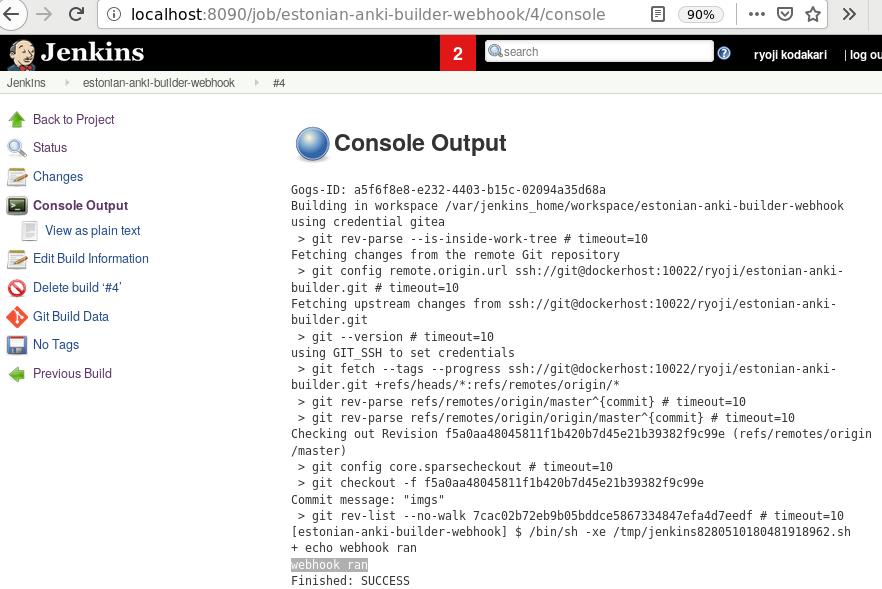 localhost:8090/job/estonian-anki-builder-webhook/4/console
90%
Jenkins
2
search
ryoji kodakari
| log ou
Jenkins
estonian-anki-builder-webhook
#4
Back to Project
Status
Changes
Console Output
View as plain text
Edit Build Information
Delete build ‘#4’
Git Build Data
No Tags
Previous Build
Console Output
Gogs-ID: a5f6f8e8-e232-4403-b15c-02094a35d68a
Building in workspace /var/jenkins_home/workspace/estonian-anki-builder-webhook
using credential gitea
> git rev-parse --is-inside-work-tree # timeout=10
Fetching changes from the remote Git repository
> git config remote.origin.url ssh://git@dockerhost:10022/ryoji/estonian-anki-
builder.git # timeout=10
Fetching upstream changes from ssh://git@dockerhost:10022/ryoji/estonian-anki-
builder.git
> git --version # timeout=10
using GIT_SSH to set credentials
> git fetch --tags --progress ssh://git@dockerhost:10022/ryoji/estonian-anki-
builder.git +refs/heads/*:refs/remotes/origin/*
> git rev-parse refs/remotes/origin/master^{commit} # timeout=10
> git rev-parse refs/remotes/origin/origin/master^{commit} # timeout=10
Checking out Revision f5a0aa48045811f1b420b7d45e21b39382f9c99e (refs/remotes/origin
/master)
> git config core.sparsecheckout # timeout=10
> git checkout -f f5a0aa48045811f1b420b7d45e21b39382f9c99e
Commit message: "imgs"
> git rev-list --no-walk 7cac02b72eb9b05bddce5867334847efa4d7eedf # timeout=10
[estonian-anki-builder-webhook] $ /bin/sh -xe /tmp/jenkins8280510180481918962.sh
+ echo webhook ran
webhook ran
Finished: SUCCESS